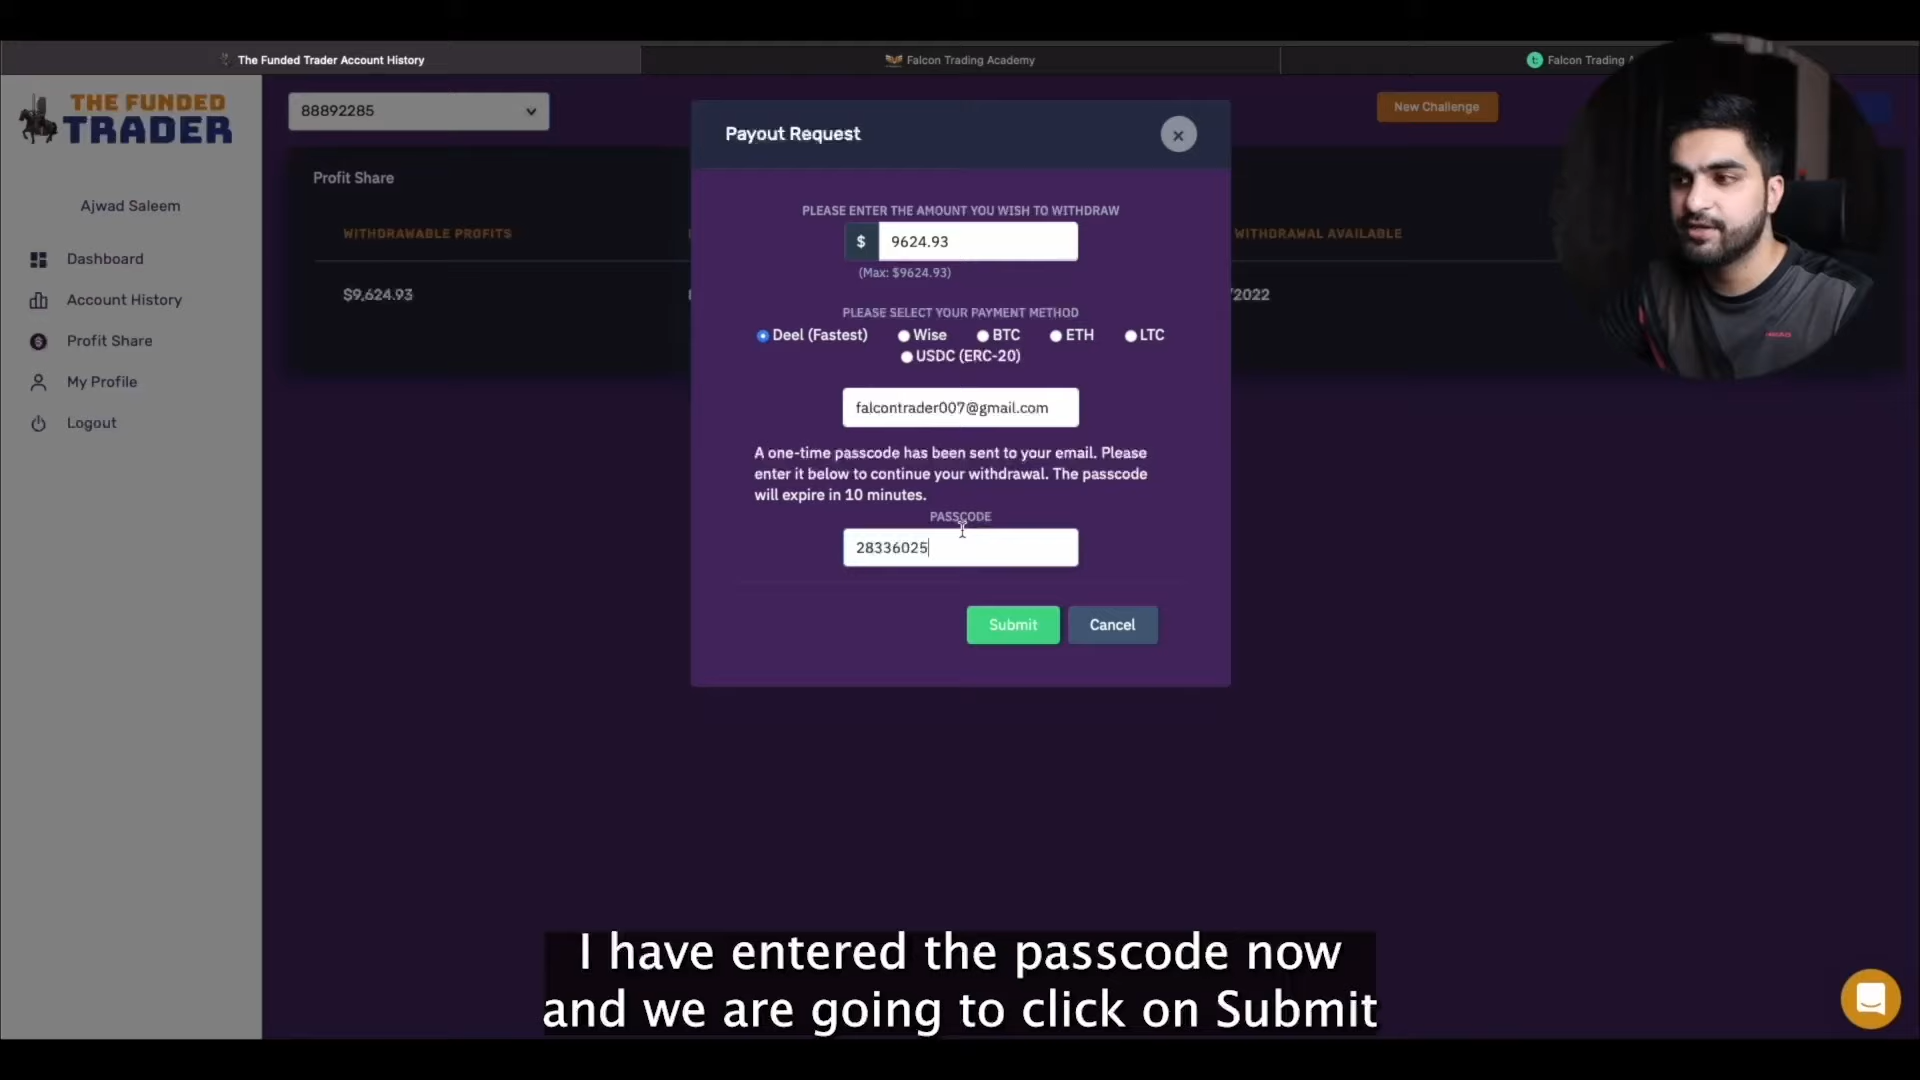 The Funded Trader Account History
Falcon Trading Academy
Falcon Trading
THE FUNDED
TRADER
88892285
New Challenge
Ajwad Saleem
Dashboard
Account History
Profit Share
My Profile
Logout
Profit Share
WITHDRAWABLE PROFITS
WITHDRAWAL AVAILABLE
$9,624.93
/2022
Payout Request
PLEASE ENTER THE AMOUNT YOU WISH TO WITHDRAW
$ 9624.93
(Max: $9624.93)
PLEASE SELECT YOUR PAYMENT METHOD
Deel (Fastest) Wise BTC ETH LTC
USDC (ERC-20)
falcontrader007@gmail.com
A one-time passcode has been sent to your email. Please
enter it below to continue your withdrawal. The passcode
will expire in 10 minutes.
PASSCODE
28336025
Submit Cancel
I have entered the passcode now
and we are going to click on Submit